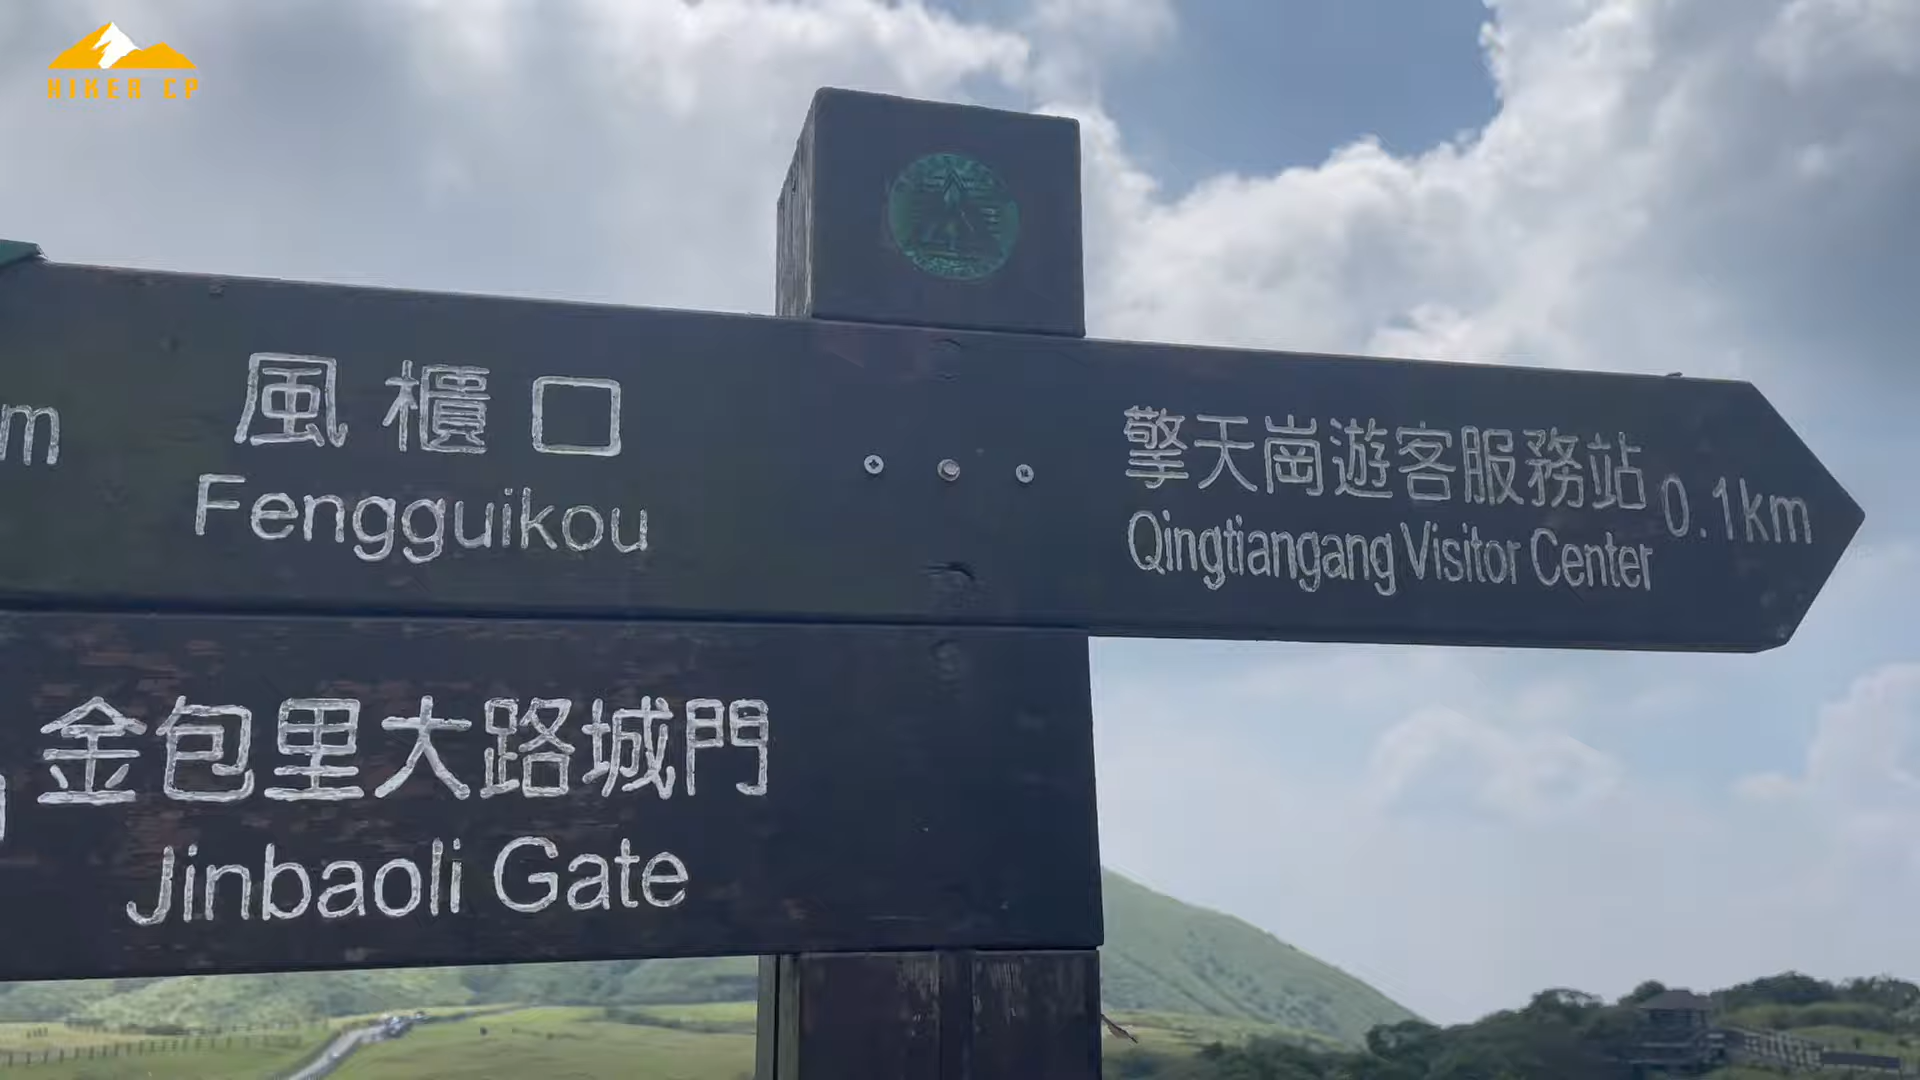 HIKER CP
m
風櫃口
Fengguikou
擎天崗遊客服務站
0.1km
Qingtiangang Visitor Center
金包里大路城門
Jinbaoli Gate